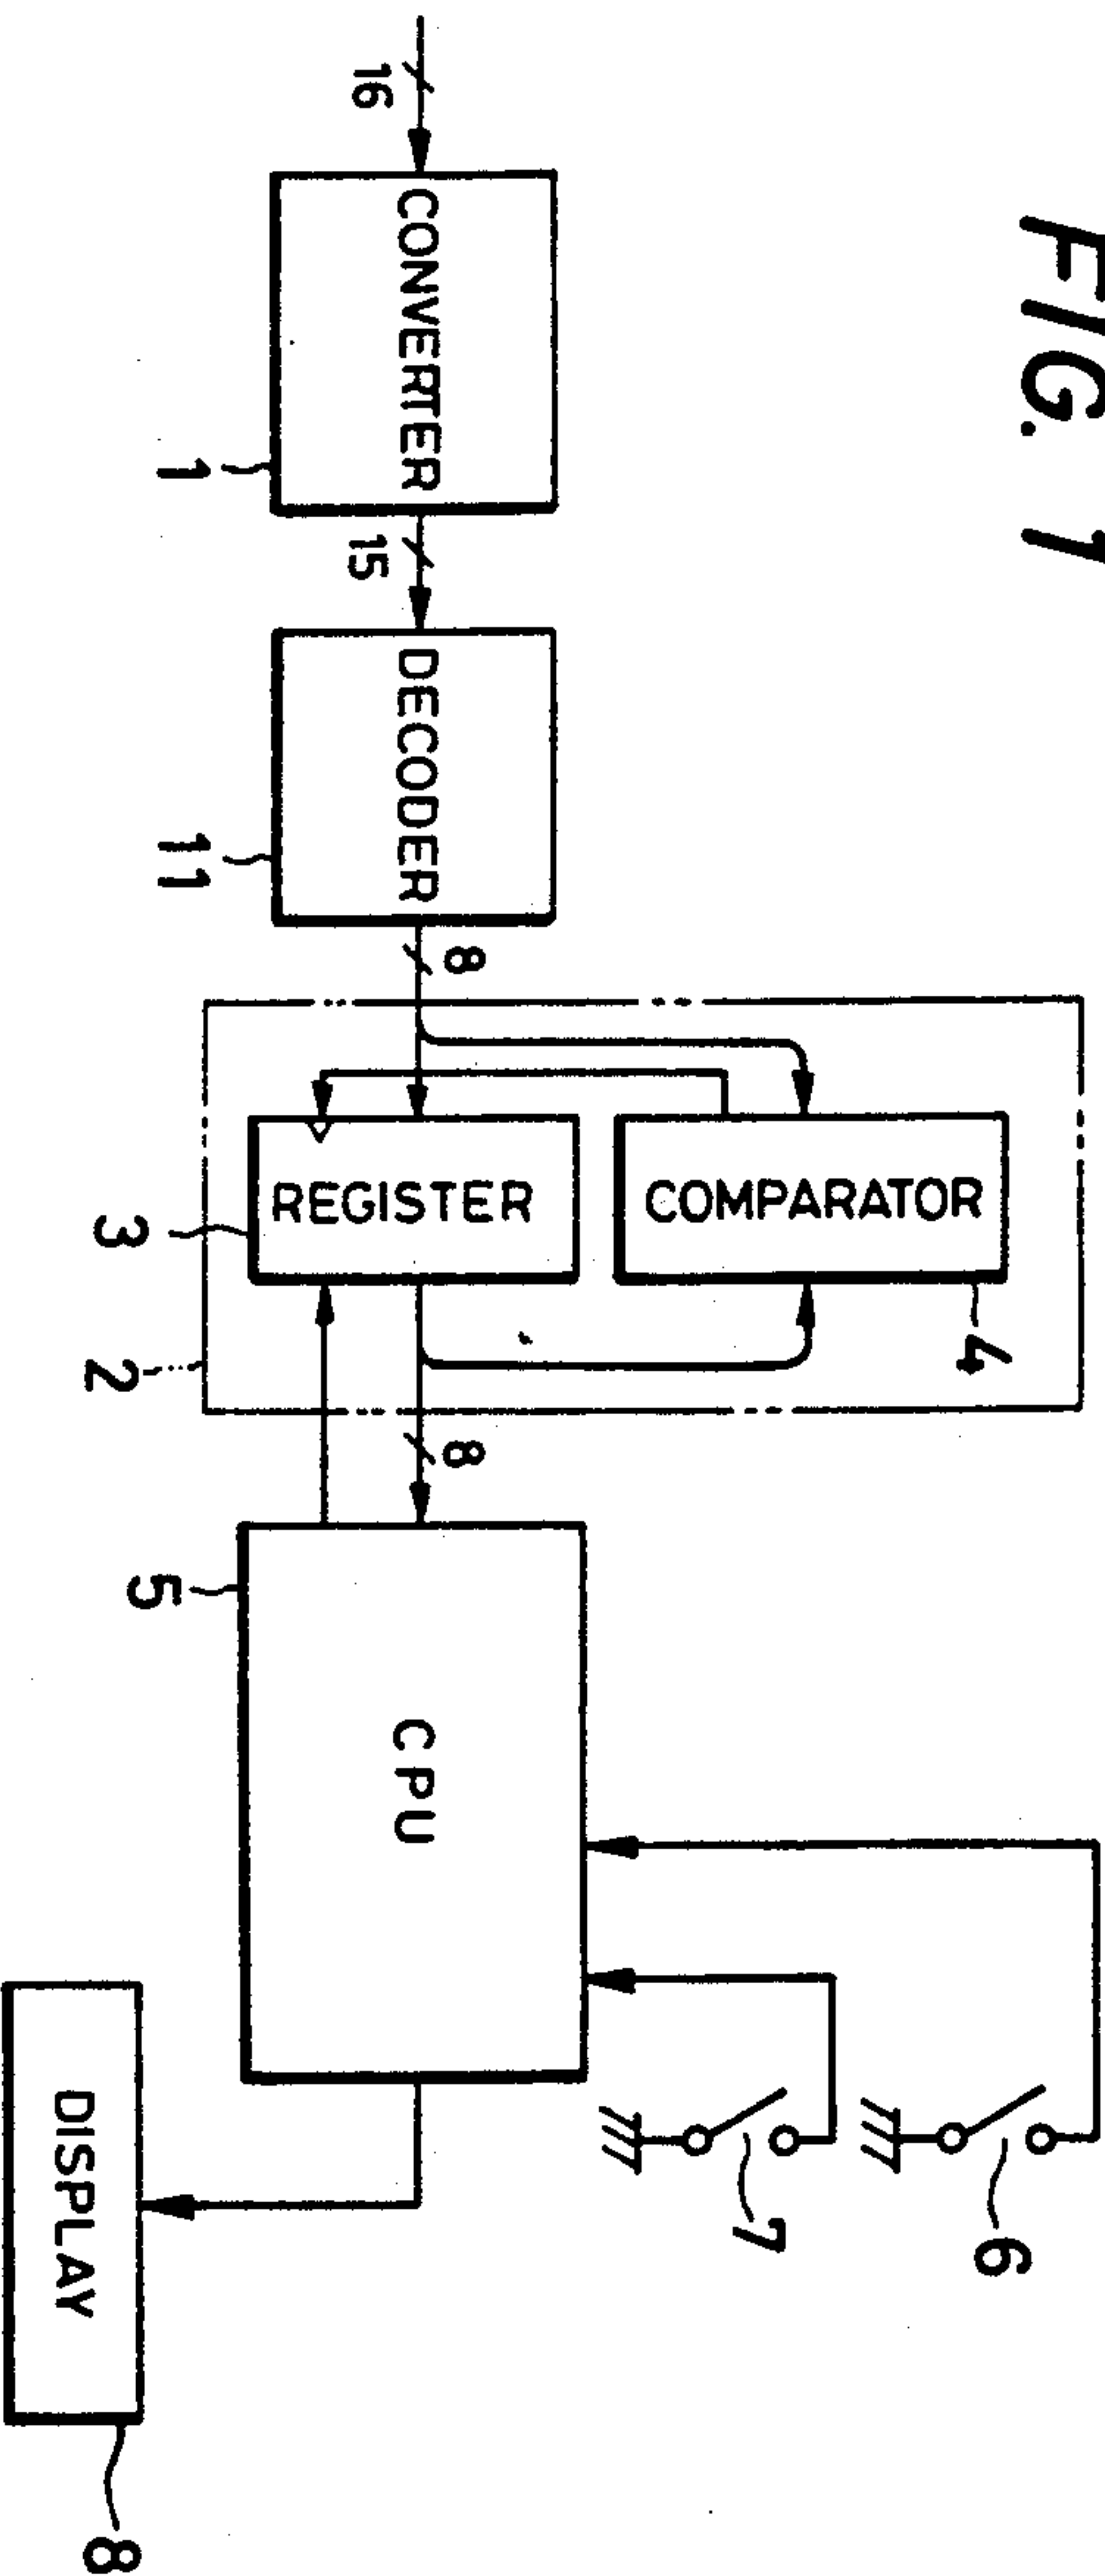 FIG. 1
16
CONVERTER
1
15
DECODER
11
8
COMPARATOR
4
REGISTER
3
2
8
CPU
5
6
7
DISPLAY
8